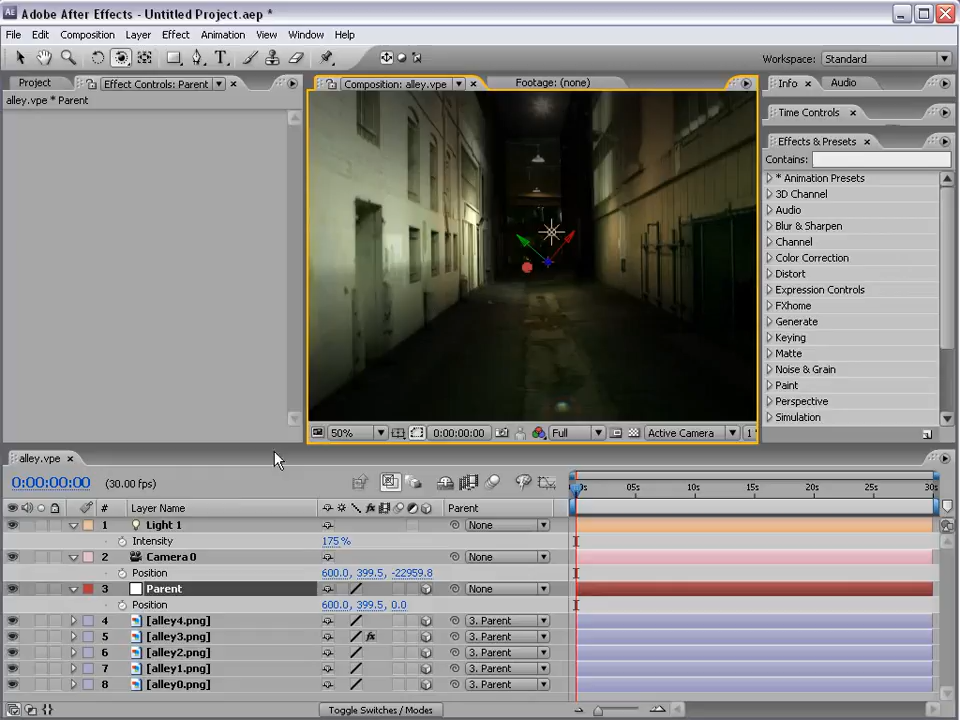 Adobe After Effects - Untitled Project.aep *
File Edit Composition Layer Effect Animation View Window Help
Workspace: Standard
Project Effect Controls: Parent
Composition: alley.vpe Footage: (none)
Info Audio
alley.vpe * Parent
Time Controls
Effects & Presets
Contains:
* Animation Presets
3D Channel
Audio
Blur & Sharpen
Channel
Color Correction
Distort
Expression Controls
FXhome
Generate
Keying
Matte
Noise & Grain
Paint
Perspective
Simulation
50% 0:00:00:00 Full Active Camera 1
alley.vpe
0:00:00:00 (30.00 fps)
0s 05s 10s 15s 20s 25s 30s
# Layer Name Parent
1 Light 1 None
Intensity 175 %
2 Camera 0 None
Position 600.0, 399.5, -22959.8
3 Parent None
Position 600.0, 399.5, 0.0
4 [alley4.png] 3. Parent
5 [alley3.png] 3. Parent
6 [alley2.png] 3. Parent
7 [alley1.png] 3. Parent
8 [alley0.png] 3. Parent
Toggle Switches / Modes